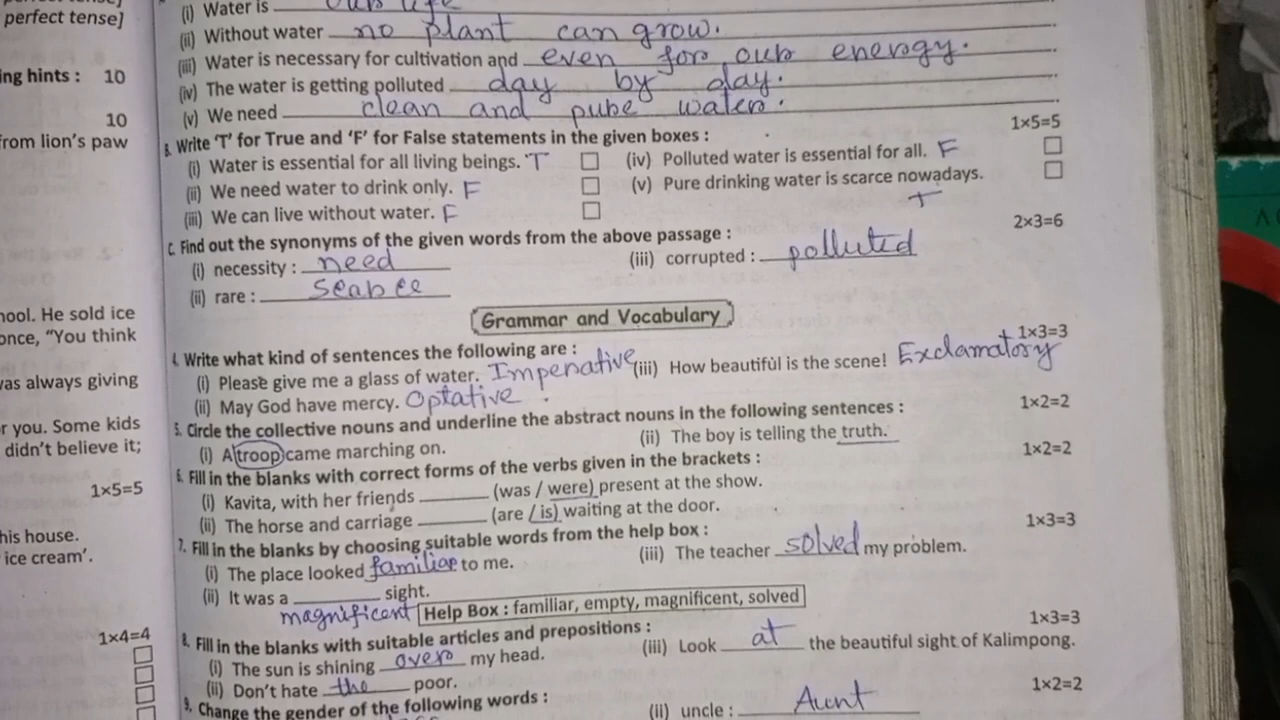 perfect tense]
ing hints : 10
10
from lion's paw
hool. He sold ice
once, "You think
was always giving
r you. Some kids
didn't believe it;
1×5=5
his house.
ice cream'.
1×4=4
(i) Water is our life
(ii) Without water no plant can grow.
(iii) Water is necessary for cultivation and even for our energy.
(iv) The water is getting polluted day by day.
(v) We need clean and pure water.
Write 'T' for True and 'F' for False statements in the given boxes : 1×5=5
(i) Water is essential for all living beings. T (iv) Polluted water is essential for all. F
(ii) We need water to drink only. F (v) Pure drinking water is scarce nowadays.
(iii) We can live without water. F T
C. Find out the synonyms of the given words from the above passage : 2×3=6
(i) necessity : need (iii) corrupted : polluted
(ii) rare :
Grammar and Vocabulary
4. Write what kind of sentences the following are : 1×3=3
(i) Please give me a glass of water. Imperative (iii) How beautiful is the scene! Exclamatory
(ii) May God have mercy. Optative
5. Circle the collective nouns and underline the abstract nouns in the following sentences : 1×2=2
(i) A troop came marching on. (ii) The boy is telling the truth.
6. Fill in the blanks with correct forms of the verbs given in the brackets : 1×2=2
(i) Kavita, with her friends ______ (was / were) present at the show.
(ii) The horse and carriage ______ (are / is) waiting at the door.
7. Fill in the blanks by choosing suitable words from the help box : 1×3=3
(i) The place looked familiar to me. (iii) The teacher solved my problem.
(ii) It was a ______ sight.
magnificent Help Box : familiar, empty, magnificent, solved
8. Fill in the blanks with suitable articles and prepositions : 1×3=3
(i) The sun is shining over my head. (iii) Look at the beautiful sight of Kalimpong.
(ii) Don't hate the poor.
9. Change the gender of the following words : 1×2=2
(ii) uncle : Aunt